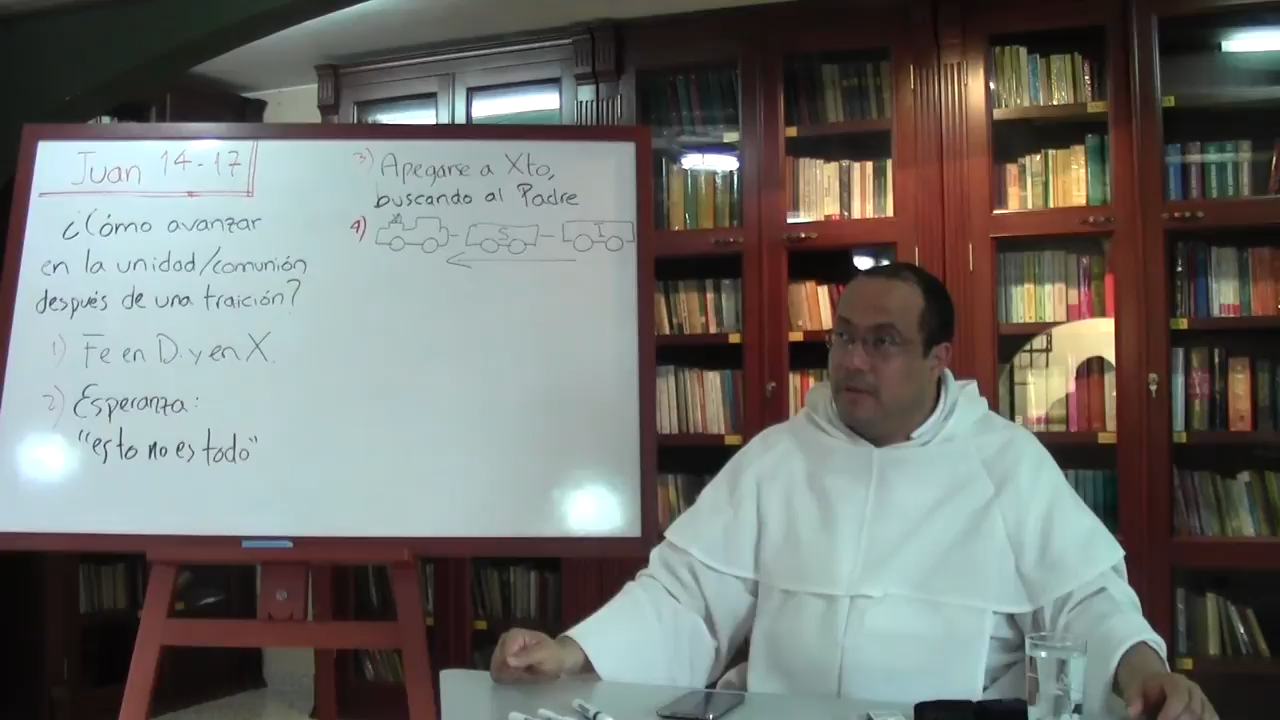 Juan 14-17
¿Cómo avanzar
en la unidad/comunión
después de una traición?
1) Fe en D. y en X.
2) Esperanza:
"esto no es todo"
3) Apegarse a Xto,
buscando al Padre
4)
S
I